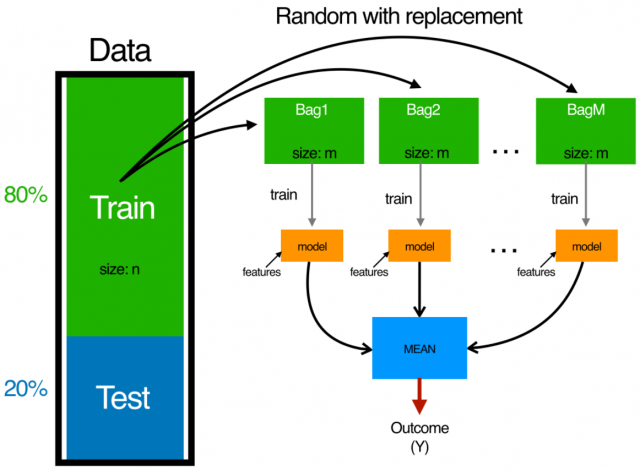 Random with replacement
Data
80%
Train
size: n
20%
Test
Bag1
size: m
Bag2
size: m
...
BagM
size: m
train
train
train
model
features
model
features
...
model
features
MEAN
Outcome
(Y)